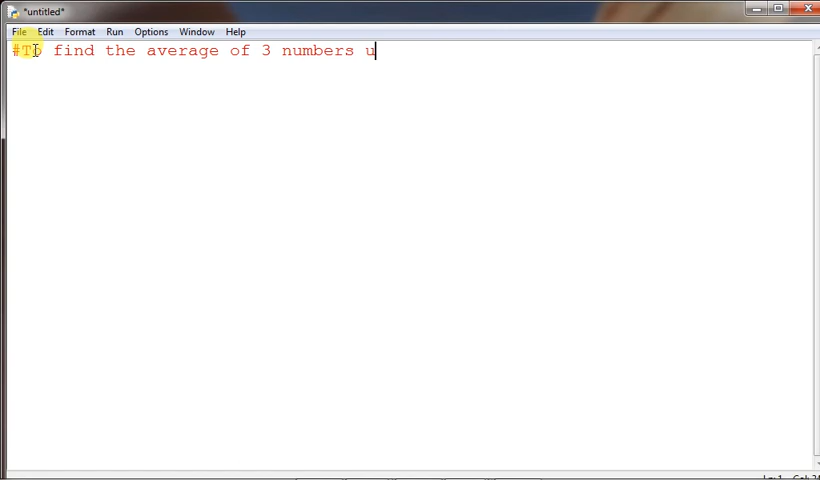 *untitled*
File Edit Format Run Options Window Help
#To find the average of 3 numbers u